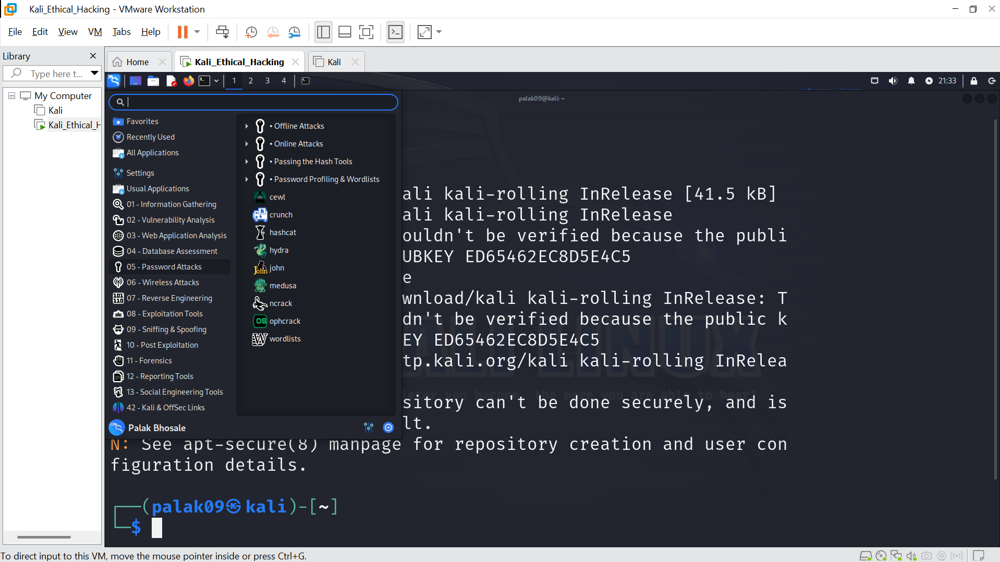 Kali_Ethical_Hacking - VMware Workstation
File Edit View VM Tabs Help
Library
Type here t...
Home
Kali_Ethical_Hacking
Kali
My Computer
Kali
Kali_Ethical_H
1 2 3 4
21:33
palak09@kali: ~
Favorites
Recently Used
All Applications
Settings
Usual Applications
01 - Information Gathering
02 - Vulnerability Analysis
03 - Web Application Analysis
04 - Database Assessment
05 - Password Attacks
06 - Wireless Attacks
07 - Reverse Engineering
08 - Exploitation Tools
09 - Sniffing & Spoofing
10 - Post Exploitation
11 - Forensics
12 - Reporting Tools
13 - Social Engineering Tools
42 - Kali & OffSec Links
Palak Bhosale
• Offline Attacks
• Online Attacks
• Passing the Hash Tools
• Password Profiling & Wordlists
cewl
crunch
hashcat
hydra
john
medusa
ncrack
ophcrack
wordlists
ali kali-rolling InRelease [41.5 kB]
ali kali-rolling InRelease
ouldn't be verified because the publi
UBKEY ED65462EC8D5E4C5
e
wnload/kali kali-rolling InRelease: T
dn't be verified because the public k
EY ED65462EC8D5E4C5
tp.kali.org/kali kali-rolling InRelea
sitory can't be done securely, and is
lt.
N: See apt-secure(8) manpage for repository creation and user con
figuration details.
(palak09㉿kali)-[~]
$
To direct input to this VM, move the mouse pointer inside or press Ctrl+G.